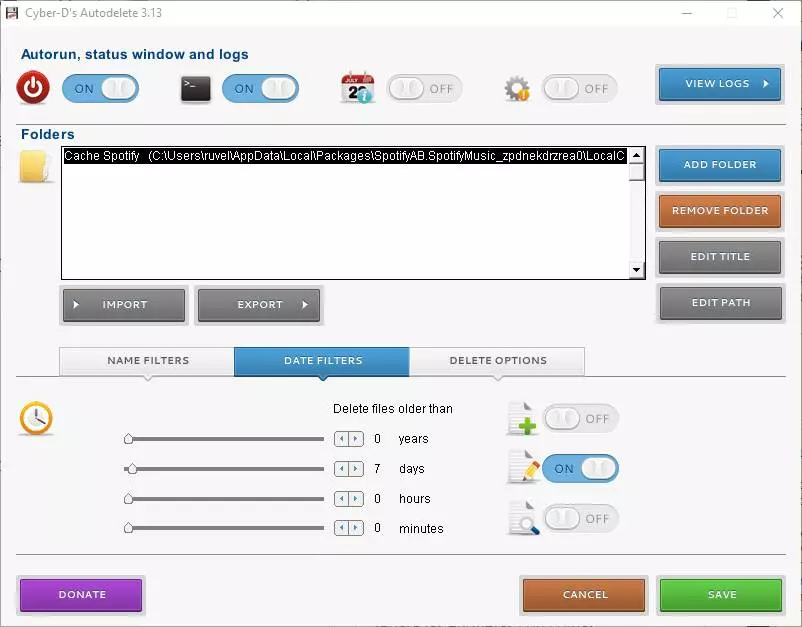 Cyber-D's Autodelete 3.13
Autorun, status window and logs
ON
>_
ON
JULY
OFF
OFF
VIEW LOGS
Folders
Cache Spotify (C:\Users\ruvel\AppData\Local\Packages\SpotifyAB.SpotifyMusic_zpdnekdrzrea0\LocalC
ADD FOLDER
REMOVE FOLDER
EDIT TITLE
EDIT PATH
IMPORT
EXPORT
NAME FILTERS
DATE FILTERS
DELETE OPTIONS
Delete files older than
0 years
7 days
0 hours
0 minutes
OFF
ON
OFF
DONATE
CANCEL
SAVE